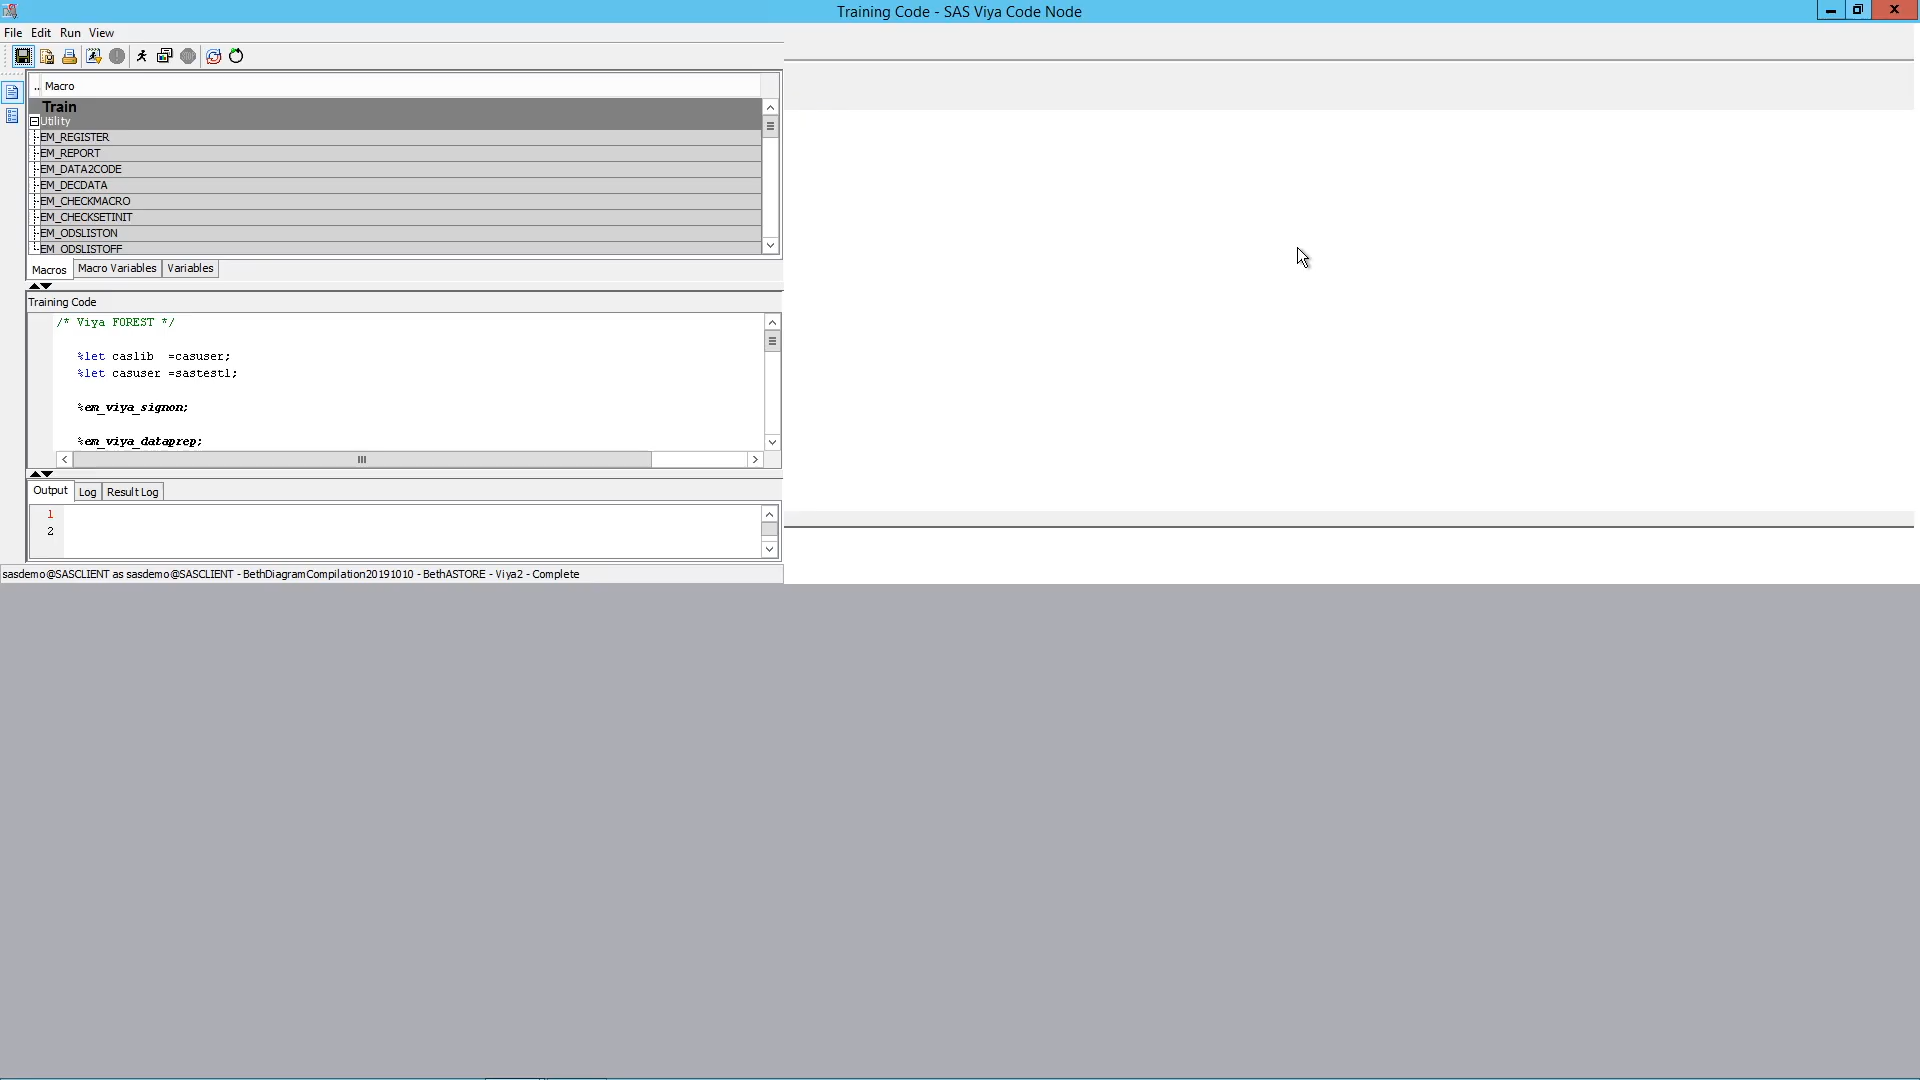 Training Code - SAS Viya Code Node
File Edit Run View
.. Macro
Train
Utility
EM_REGISTER
EM_REPORT
EM_DATA2CODE
EM_DECDATA
EM_CHECKMACRO
EM_CHECKSETINIT
EM_ODSLISTON
EM_ODSLISTOFF
Macros Macro Variables Variables
Training Code
/* Viya FOREST */
%let caslib =casuser;
%let casuser =sastest1;
%em_viya_signon;
%em_viya_dataprep;
Output Log Result Log
1
2
sasdemo@SASCLIENT as sasdemo@SASCLIENT - BethDiagramCompilation20191010 - BethASTORE - Viya2 - Complete